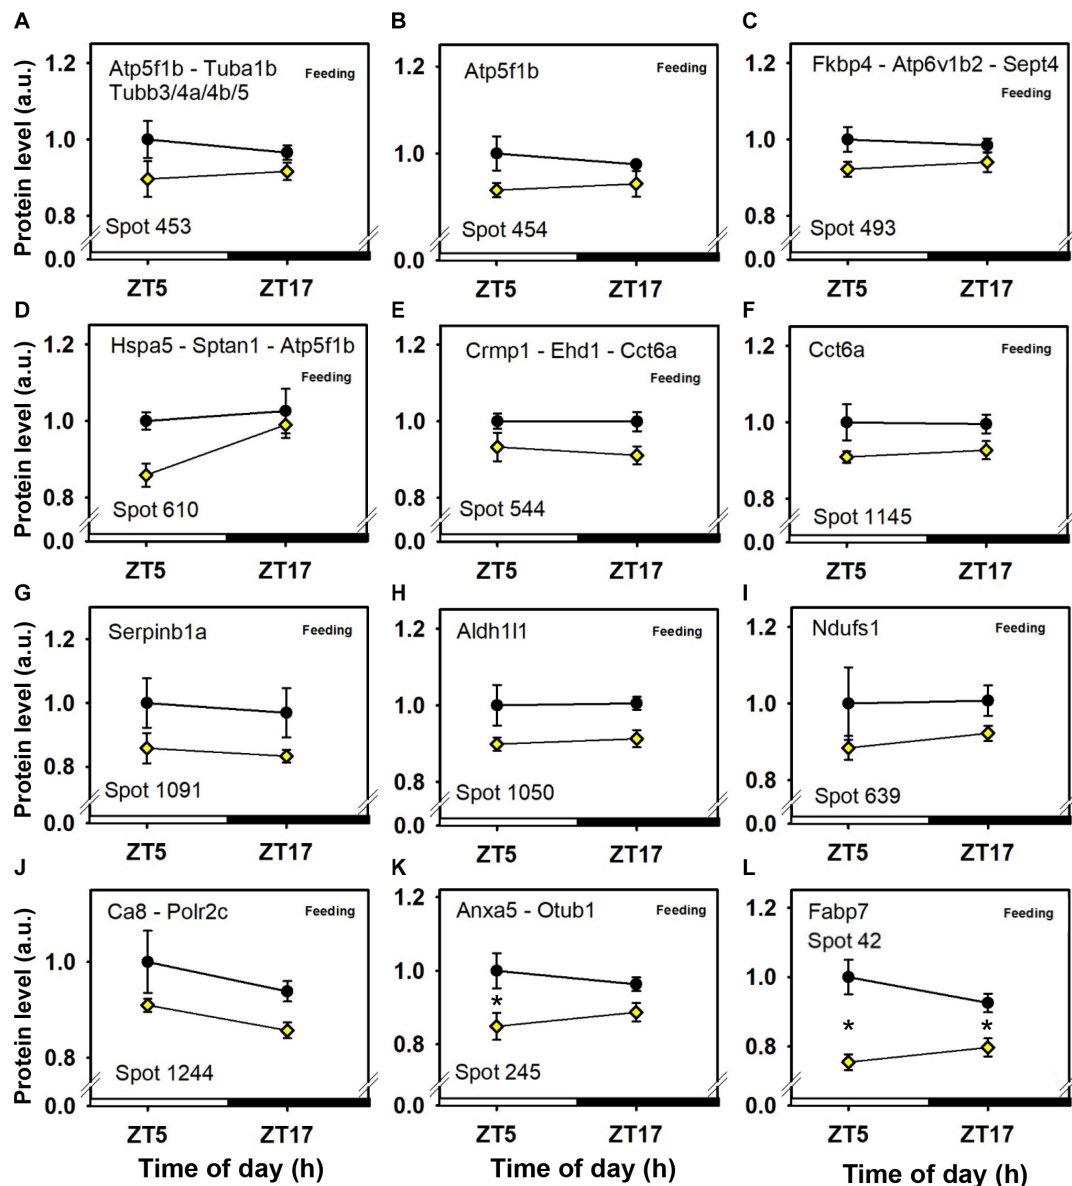 A
B
C
Protein level (a.u.)
1.2
1.0
0.8
0.0
Atp5f1b - Tuba1b
Tubb3/4a/4b/5
Feeding
Spot 453
ZT5
ZT17
1.2
1.0
0.0
Atp5f1b
Feeding
Spot 454
ZT5
ZT17
1.2
1.0
0.8
0.0
Fkbp4 - Atp6v1b2 - Sept4
Feeding
Spot 493
ZT5
ZT17
D
E
F
Protein level (a.u.)
1.2
1.0
0.8
0.0
Hspa5 - Sptan1 - Atp5f1b
Feeding
Spot 610
ZT5
ZT17
1.2
1.0
0.8
0.0
Crmp1 - Ehd1 - Cct6a
Feeding
Spot 544
ZT5
ZT17
1.2
1.0
0.8
0.0
Cct6a
Feeding
Spot 1145
ZT5
ZT17
G
H
I
Protein level (a.u.)
1.2
1.0
0.8
0.0
Serpinb1a
Feeding
Spot 1091
ZT5
ZT17
1.2
1.0
0.8
0.0
Aldh1l1
Feeding
Spot 1050
ZT5
ZT17
1.2
1.0
0.8
0.0
Ndufs1
Feeding
Spot 639
ZT5
ZT17
J
K
L
Protein level (a.u.)
1.0
0.8
0.0
Ca8 - Polr2c
Feeding
Spot 1244
ZT5
ZT17
Time of day (h)
1.2
1.0
0.8
0.0
Anxa5 - Otub1
Feeding
*
Spot 245
ZT5
ZT17
Time of day (h)
1.2
1.0
0.8
0.0
Fabp7
Feeding
Spot 42
* *
ZT5
ZT17
Time of day (h)